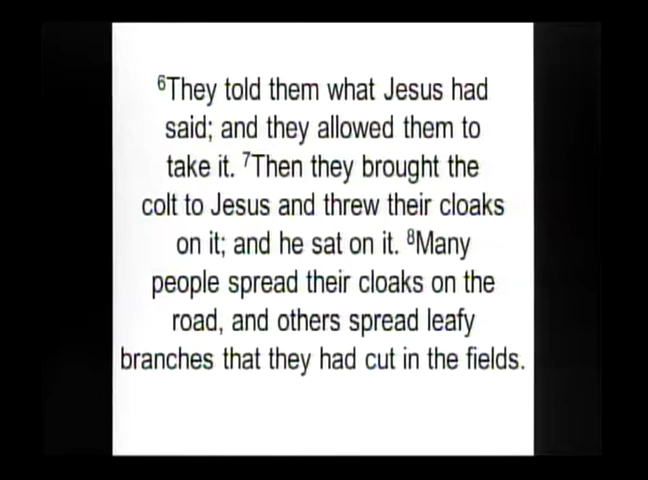 ⁶They told them what Jesus had
said; and they allowed them to
take it. ⁷Then they brought the
colt to Jesus and threw their cloaks
on it; and he sat on it. ⁸Many
people spread their cloaks on the
road, and others spread leafy
branches that they had cut in the fields.